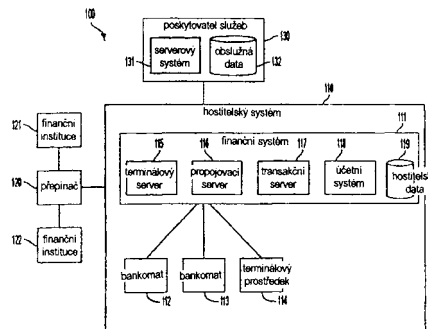 100
poskytovatel služeb
130
serverový
systém
131
obslužná
data
132
110
hostitelský systém
111
finanční systém
115
terminálový
server
116
propojovací
server
117
transakční
server
118
účetní
systém
119
hostitelsk
data
121
finanční
instituce
120
přepínač
122
finanční
instituce
bankomat
112
bankomat
113
terminálový
prostředek
114